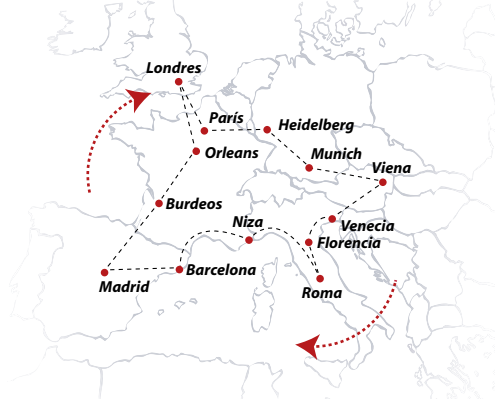 Londres
París
Heidelberg
Orleans
Munich
Viena
Burdeos
Niza
Venecia
Florencia
Barcelona
Madrid
Roma